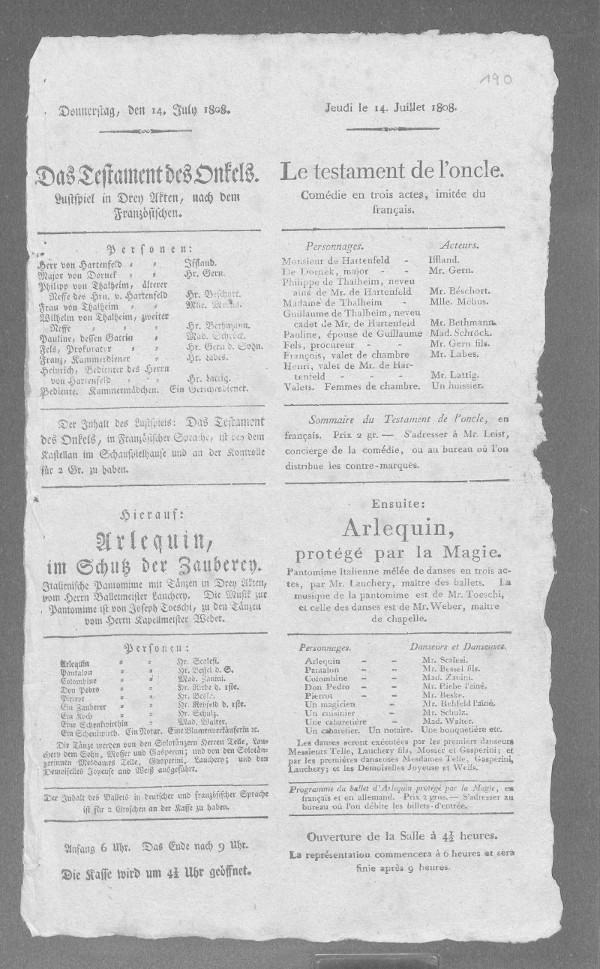 190
Donnerstag, den 14. July 1808.
Das Testament des Onkels.
Lustspiel in Drey Akten, nach dem
Französischen.
Personen:
Herr von Hartenfeld - - Iffland.
Major von Dorneck - - Hr. Gern.
Philipp von Thalheim, älterer
Neffe des Hrn. v. Hartenfeld Hr. Beschort.
Frau von Thalheim - - Mlle.
Wilhelm von Thalheim, zweiter
Neffe - - Hr. Bethmann.
Pauline, dessen Gattin - Mad. Schröck.
Fels, Prokurator - - Hr. Gern d. Sohn.
Franz, Kammerdiener - Hr. Labes.
Heinrich, Bedienter des Herrn
von Hartenfeld - - Hr. Lattig.
Bediente. Kammermädchen. Ein Gerichtsdiener.
Der Inhalt des Lustspiels: Das Testament
des Onkels, in Französischer Sprache, ist bei dem
Kastellan im Schauspielhause und an der Kontrolle
für 2 Gr. zu haben.
Hierauf:
Arlequin,
im Schutz der Zauberey.
Italienische Pantomime mit Tänzen in Drey Akten,
vom Herrn Balletmeister Lauchery. Die Musik zur
Pantomime ist von Joseph Toeschi, zu den Tänzen
vom Herrn Kapellmeister Weber.
Personen:
Arlequin - - Hr. Scalesi.
Pantalon - - Hr. Bessel d. S.
Colombine - - Mad. Zanini.
Don Pedro - - Hr. Riebe d. ält.
Pierrot - - Hr. Beske.
Ein Zauberer - - Hr. Rehfeld d. ält.
Ein Koch - - Hr. Schulz.
Eine Schenkwirthin - Mad. Walter.
Ein Schenkwirth. Ein Notar. Eine Blumenverkäuferin ic.
Die Tänze werden von den Solotänzern Herren Telle, Lau-
chery dem Sohn, Moser und Gasperini; und von den Solotän-
zerinnen Mesdames Telle, Gasperini, Lauchery; und den
Demoiselles Joyeuse und Weiß ausgeführt.
Der Inhalt des Ballets in deutscher und französischer Sprache
ist für 2 Groschen an der Kasse zu haben.
Anfang 6 Uhr. Das Ende nach 9 Uhr.
Die Kasse wird um 4½ Uhr geöffnet.
Jeudi le 14. Juillet 1808.
Le testament de l'oncle.
Comédie en trois actes, imitée du
français.
Personnages. Acteurs.
Monsieur de Hartenfeld - Iffland.
De Dorneck, major - - Mr. Gern.
Philippe de Thalheim, neveu
ainé de Mr. de Hartenfeld Mr. Béschort.
Madame de Thalheim - Mlle. Mébus.
Guillaume de Thalheim, neveu
cadet de Mr. de Hartenfeld Mr. Bethmann.
Pauline, épouse de Guillaume Mad. Schröck.
Fels, procureur - - Mr. Gern fils.
François, valet de chambre Mr. Labes.
Henri, valet de Mr. de Har-
tenfeld - - - Mr. Lattig.
Valets. Femmes de chambre. Un huissier.
Sommaire du Testament de l'oncle, en
français. Prix 2 gr. — S'adresser à Mr. Leist,
concierge de la comédie, ou au bureau où l'on
distribue les contre-marques.
Ensuite:
Arlequin,
protégé par la Magie.
Pantomime Italienne mêlée de danses en trois ac-
tes, par Mr. Lauchery, maître des ballets. La
musique de la pantomime est de Mr. Toeschi,
et celle des danses est de Mr. Weber, maître
de chapelle.
Personnages. Danseurs et Danseuses.
Arlequin - - Mr. Scalesi.
Pantalon - - Mr. Bessel fils.
Colombine - - Mad. Zanini.
Don Pedro - - Mr. Riebe l'ainé.
Pierrot - - Mr. Beske.
Un magicien - - Mr. Rehfeld l'ainé.
Un cuisinier - - Mr. Schulz.
Une cabaretière - - Mad. Walter.
Un cabaretier. Un notaire. Une bouquetière etc.
Les danses seront exécutées par les premiers danseurs
Messieurs Telle, Lauchery fils, Mosser et Gasperini; et
par les premières danseuses Mesdames Telle, Gasperini,
Lauchery; et les Demoiselles Joyeuse et Weiß.
Programme du ballet d'Arlequin protégé par la Magie, en
français et en allemand. Prix 2 gros. — S'adresser au
bureau où l'on débite les billets-d'entrée.
Ouverture de la Salle à 4½ heures.
La représentation commencera à 6 heures et sera
finie après 9 heures.